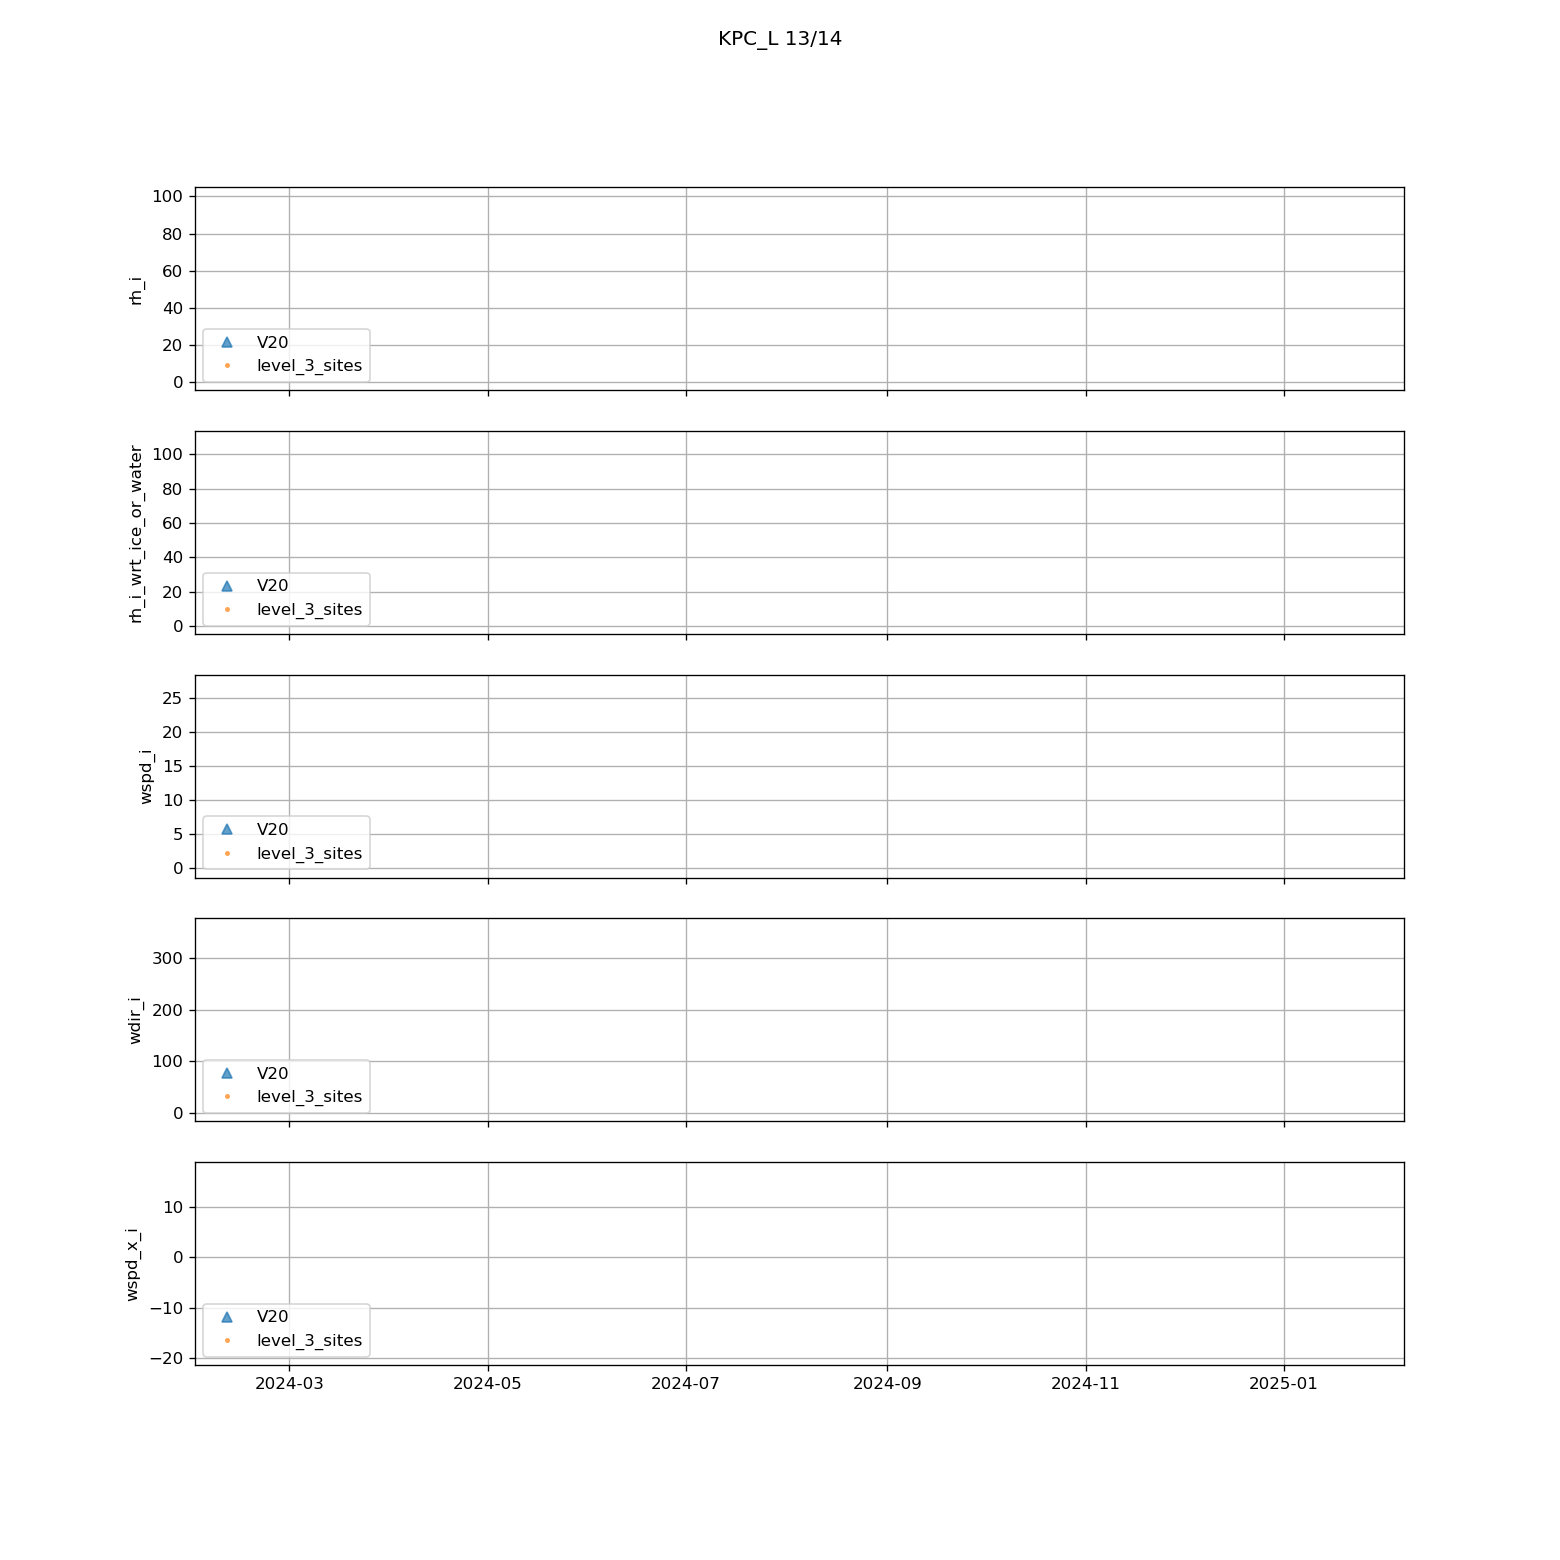 KPC_L 13/14
100
80
60
40
20
0
rh_i
V20
level_3_sites
100
80
60
40
20
0
rh_i_wrt_ice_or_water
V20
level_3_sites
25
20
15
10
5
0
wspd_i
V20
level_3_sites
300
200
100
0
wdir_i
V20
level_3_sites
10
0
−10
−20
wspd_x_i
V20
level_3_sites
2024-03 2024-05 2024-07 2024-09 2024-11 2025-01